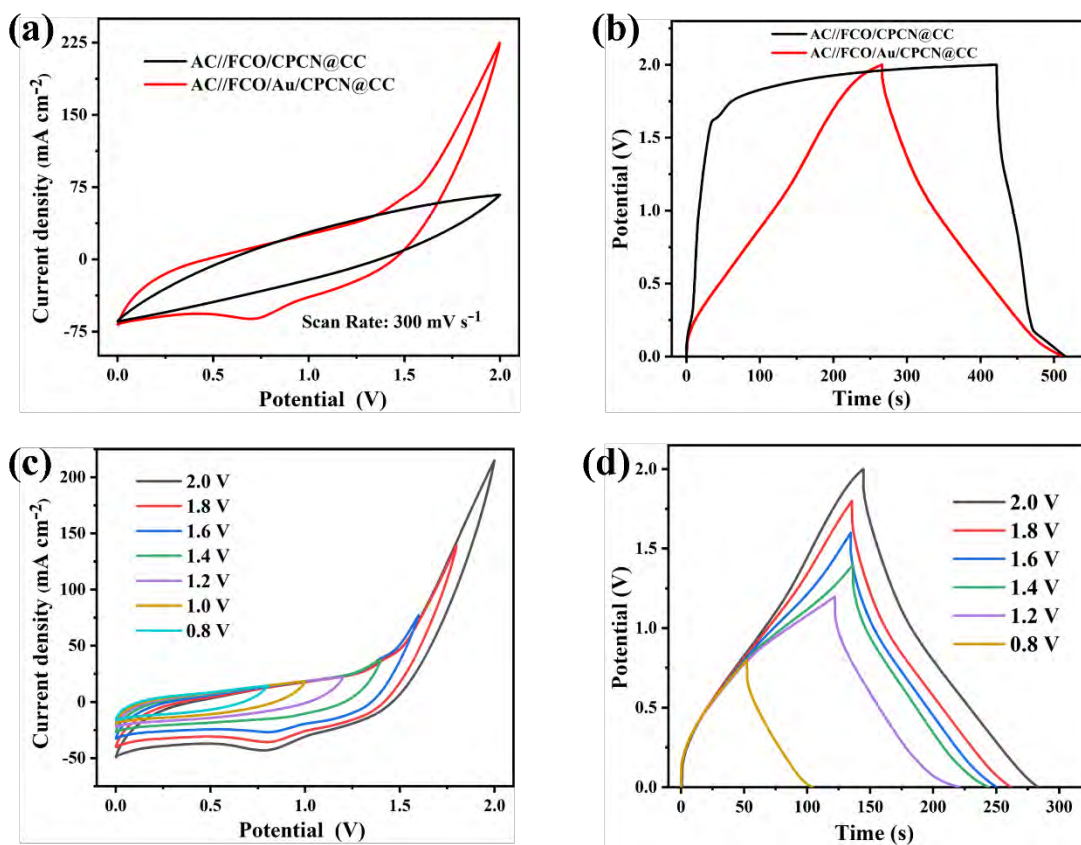 (a)
225
150
75
0
-75
0.0 0.5 1.0 1.5 2.0
Current density (mA cm⁻²)
Potential (V)
AC//FCO/CPCN@CC
AC//FCO/Au/CPCN@CC
Scan Rate: 300 mV s⁻¹
(b)
2.0
1.5
1.0
0.5
0.0
0 100 200 300 400 500
Potential (V)
Time (s)
AC//FCO/CPCN@CC
AC//FCO/Au/CPCN@CC
(c)
200
150
100
50
0
-50
0.0 0.5 1.0 1.5 2.0
Current density (mA cm⁻²)
Potential (V)
2.0 V
1.8 V
1.6 V
1.4 V
1.2 V
1.0 V
0.8 V
(d)
2.0
1.5
1.0
0.5
0.0
0 50 100 150 200 250 300
Potential (V)
Time (s)
2.0 V
1.8 V
1.6 V
1.4 V
1.2 V
0.8 V